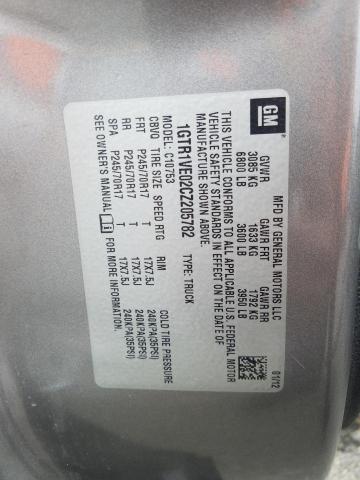 GM
MFD BY GENERAL MOTORS LLC
01/12
GVWR GAWR FRT GAWR RR
3085 KG 1633 KG 1792 KG
6800 LB 3600 LB 3950 LB
THIS VEHICLE CONFORMS TO ALL APPLICABLE U.S. FEDERAL MOTOR
VEHICLE SAFETY STANDARDS IN EFFECT ON THE DATE OF
MANUFACTURE SHOWN ABOVE.
1GTR1VE02CZ205782 TYPE: TRUCK
MODEL: C10753
CBVQ TIRE SIZE SPEED RTG RIM COLD TIRE PRESSURE
FRT P245/70R17 T 17X7.5J 240KPA(35PSI)
RR P245/70R17 T 17X7.5J 240KPA(35PSI)
SPA P245/70R17 T 17X7.5J 240KPA(35PSI)
SEE OWNER'S MANUAL i FOR MORE INFORMATION.